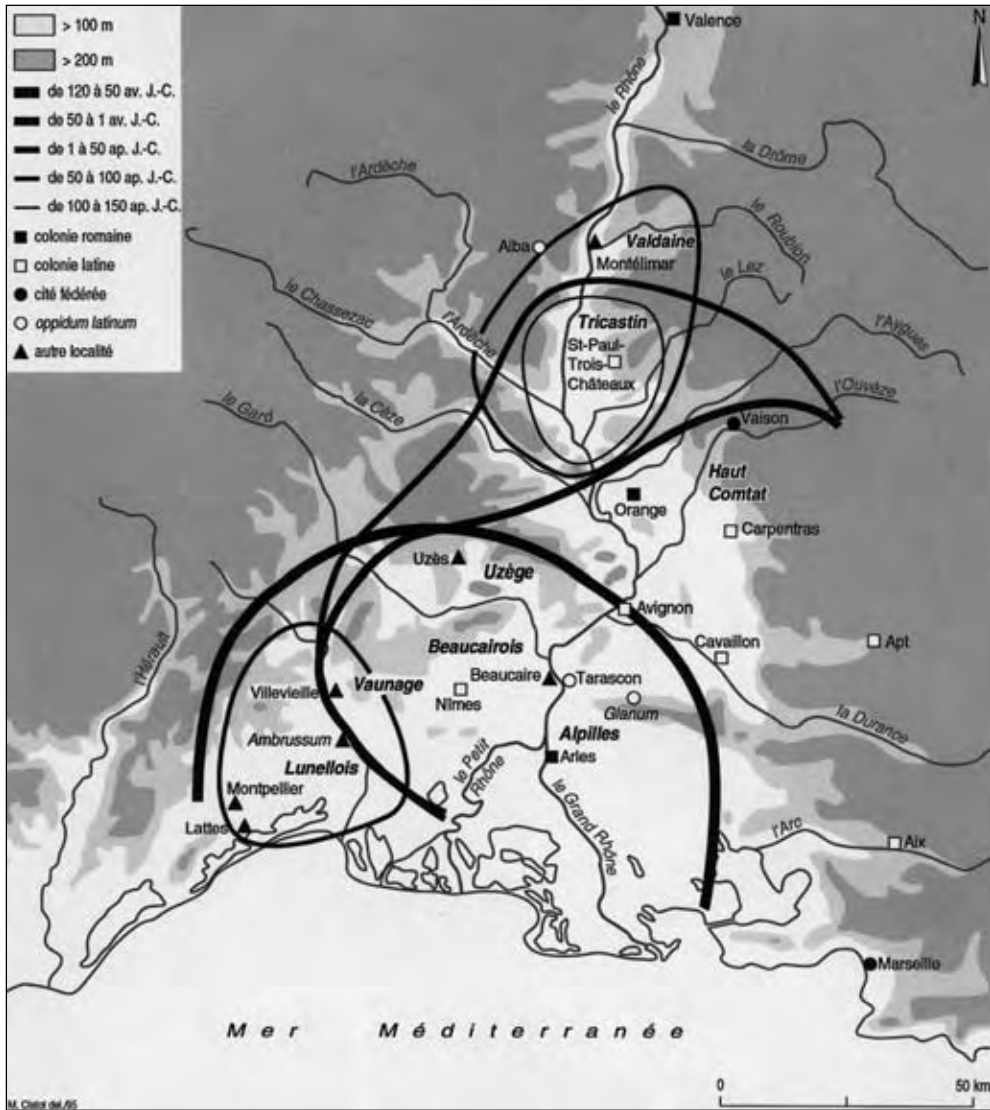 > 100 m
> 200 m
de 120 à 50 av. J.-C.
de 50 à 1 av. J.-C.
de 1 à 50 ap. J.-C.
de 50 à 100 ap. J.-C.
de 100 à 150 ap. J.-C.
colonie romaine
colonie latine
cité fédérée
oppidum latinum
autre localité
N
Valence
le Rhône
la Drôme
l'Ardèche
Alba
Valdaine
Montélimar
le Roubion
le Lez
le Chassezac
l'Ardèche
Tricastin
St-Paul-
Trois-
Châteaux
l'Aygues
l'Ouvèze
la Cèze
le Gard
Vaison
Haut
Comtat
Orange
Carpentras
Uzès
Uzège
Avignon
l'Hérault
Beaucairois
Cavaillon
Apt
Vaunage
Villevieille
Beaucaire
Tarascon
Nîmes
Glanum
la Durance
Ambrussum
Alpilles
Lunellois
le Petit
Rhône
Arles
Montpellier
Lattes
le Grand Rhône
l'Arc
Aix
Marseille
Mer Méditerranée
0 50 km
M. Clatol del./95